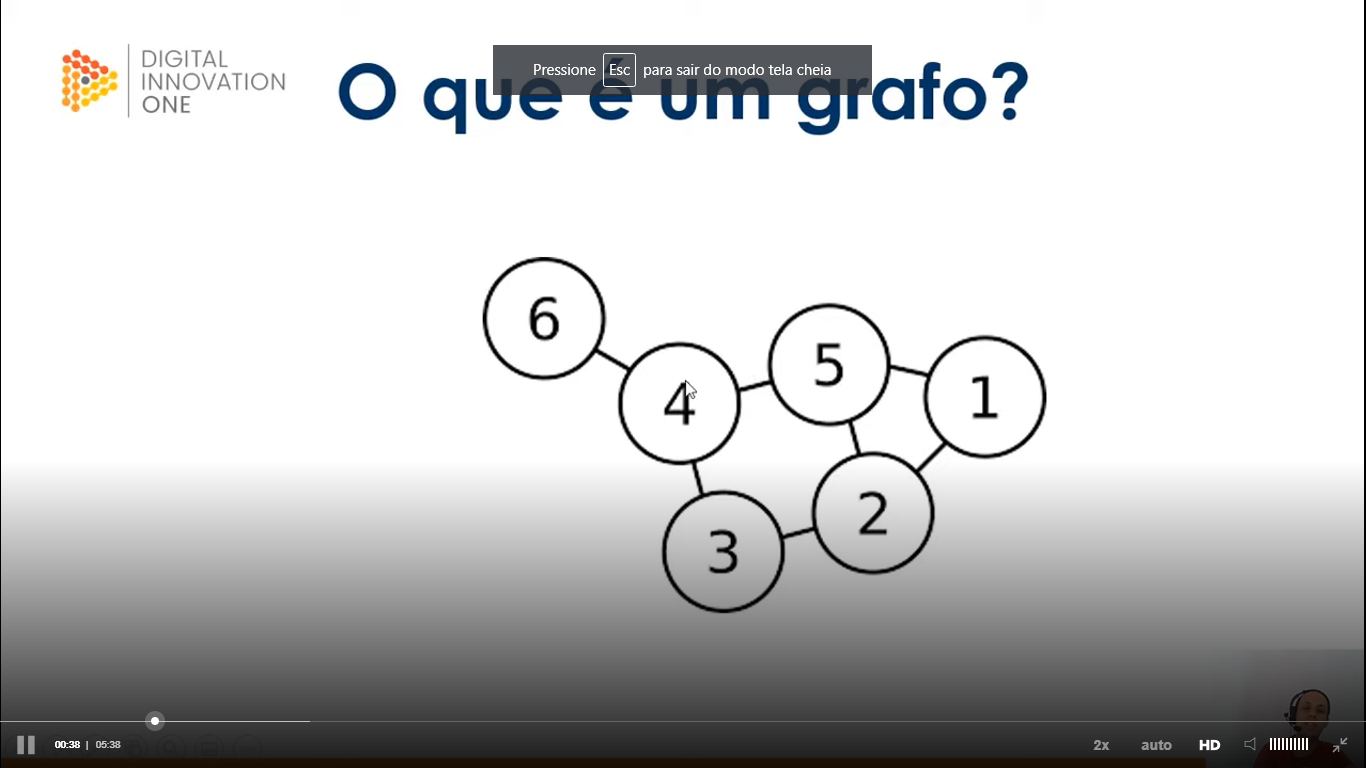 DIGITAL
INNOVATION
ONE
Pressione Esc para sair do modo tela cheia
O que é um grafo?
6
4
5
1
3
2
00:38 | 05:38
2x auto HD